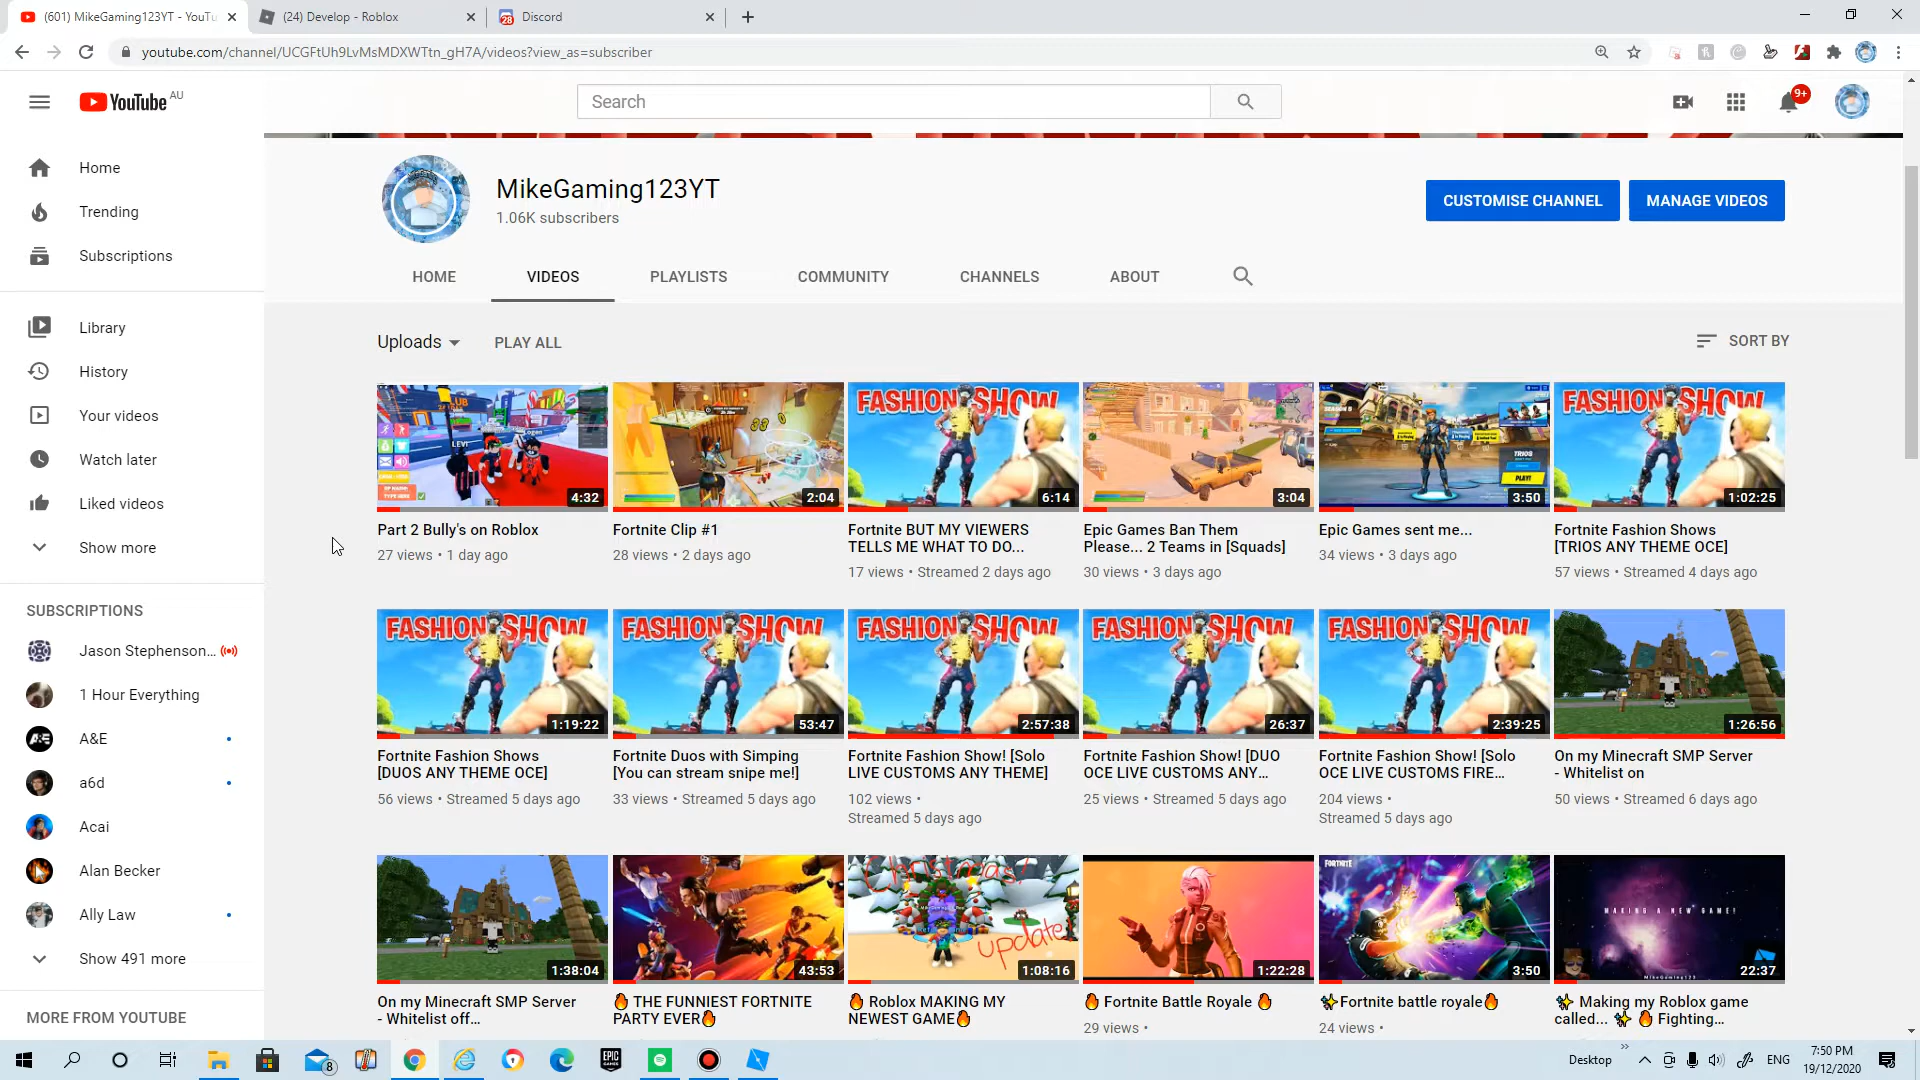 (601) MikeGaming123YT - YouTu
(24) Develop - Roblox
Discord
youtube.com/channel/UCGFtUh9LvMsMDXWTtn_gH7A/videos?view_as=subscriber
YouTube AU
Search
9+
Home
Trending
Subscriptions
Library
History
Your videos
Watch later
Liked videos
Show more
SUBSCRIPTIONS
Jason Stephenson...
1 Hour Everything
A&E
a6d
Acai
Alan Becker
Ally Law
Show 491 more
MORE FROM YOUTUBE
MikeGaming123YT
1.06K subscribers
CUSTOMISE CHANNEL
MANAGE VIDEOS
HOME
VIDEOS
PLAYLISTS
COMMUNITY
CHANNELS
ABOUT
Uploads
PLAY ALL
SORT BY
LEVI
4:32
Part 2 Bully's on Roblox
27 views • 1 day ago
2:04
Fortnite Clip #1
28 views • 2 days ago
FASHION SHOW
6:14
Fortnite BUT MY VIEWERS
TELLS ME WHAT TO DO...
17 views • Streamed 2 days ago
3:04
Epic Games Ban Them
Please... 2 Teams in [Squads]
30 views • 3 days ago
TRIOS
PLAY!
3:50
Epic Games sent me...
34 views • 3 days ago
FASHION SHOW
1:02:25
Fortnite Fashion Shows
[TRIOS ANY THEME OCE]
57 views • Streamed 4 days ago
FASHION SHOW
1:19:22
Fortnite Fashion Shows
[DUOS ANY THEME OCE]
56 views • Streamed 5 days ago
FASHION SHOW
53:47
Fortnite Duos with Simping
[You can stream snipe me!]
33 views • Streamed 5 days ago
FASHION SHOW
2:57:38
Fortnite Fashion Show! [Solo
LIVE CUSTOMS ANY THEME]
102 views •
Streamed 5 days ago
FASHION SHOW
26:37
Fortnite Fashion Show! [DUO
OCE LIVE CUSTOMS ANY...
25 views • Streamed 5 days ago
FASHION SHOW
2:39:25
Fortnite Fashion Show! [Solo
OCE LIVE CUSTOMS FIRE...
204 views •
Streamed 5 days ago
1:26:56
On my Minecraft SMP Server
- Whitelist on
50 views • Streamed 6 days ago
1:38:04
On my Minecraft SMP Server
- Whitelist off...
43:53
🔥 THE FUNNIEST FORTNITE
PARTY EVER🔥
Christmas!
update
1:08:16
🔥 Roblox MAKING MY
NEWEST GAME🔥
1:22:28
🔥 Fortnite Battle Royale 🔥
29 views •
FORTNITE
3:50
✨Fortnite battle royale🔥
24 views •
MAKING A NEW GAME!
MikeGaming123
22:37
✨ Making my Roblox game
called... ✨ 🔥 Fighting...
8
EPIC
GAMES
Desktop
ENG
7:50 PM
19/12/2020